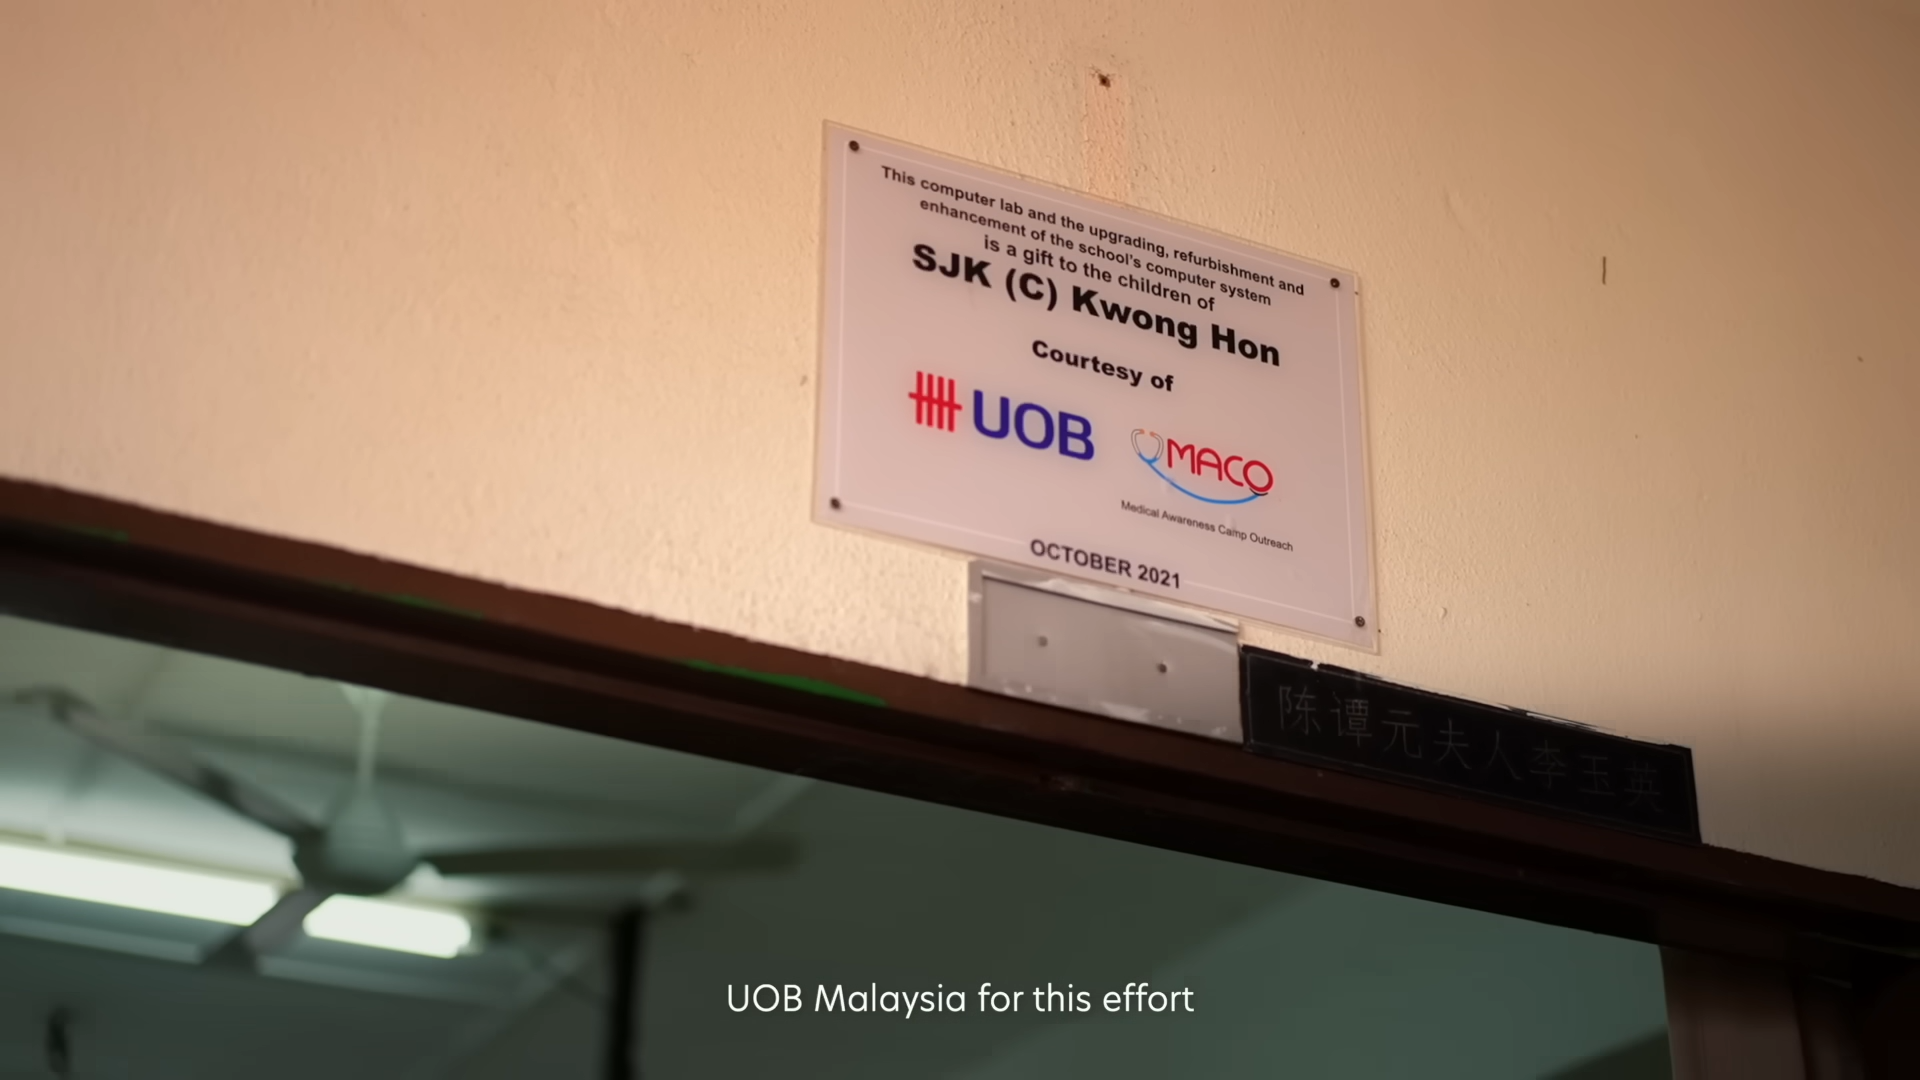 This computer lab and the upgrading, refurbishment and
enhancement of the school's computer system
is a gift to the children of
SJK (C) Kwong Hon
Courtesy of
UOB
MACO
Medical Awareness Camp Outreach
OCTOBER 2021
陈谭元夫人李玉英
UOB Malaysia for this effort